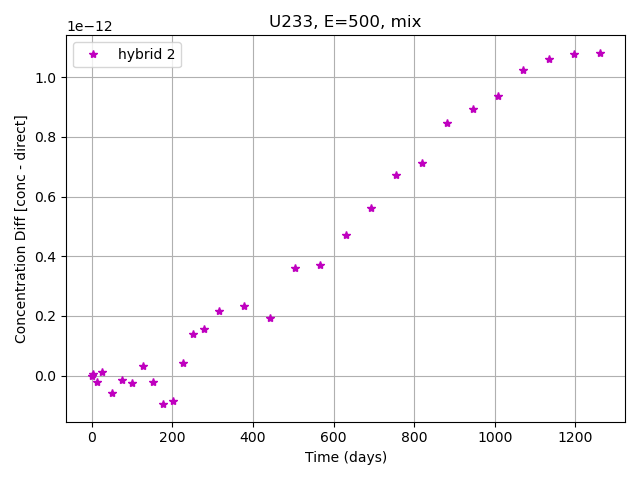 U233, E=500, mix
1e−12
hybrid 2
1.0
0.8
0.6
0.4
0.2
0.0
Concentration Diff [conc - direct]
0 200 400 600 800 1000 1200
Time (days)